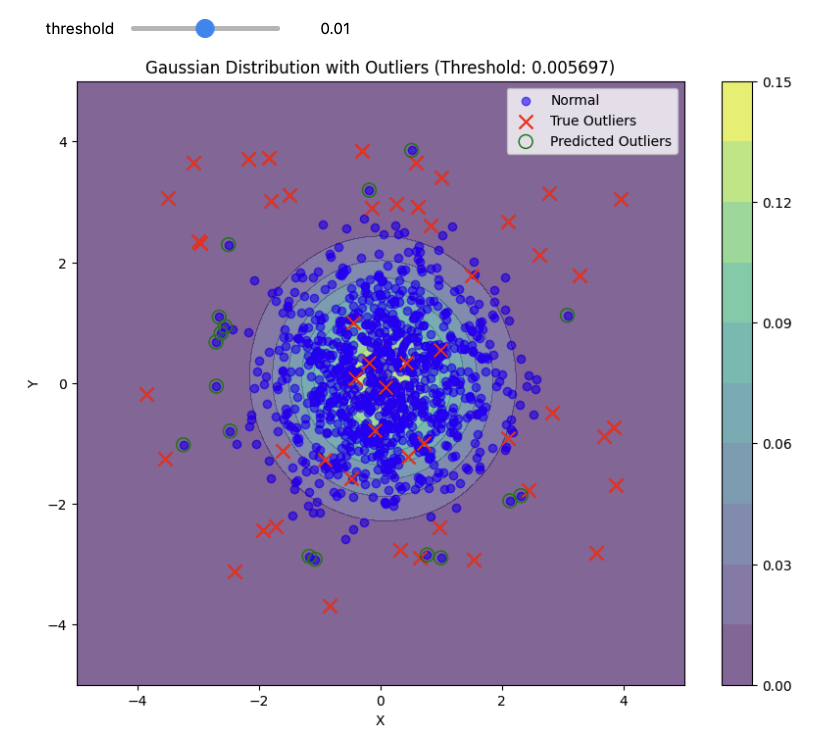 threshold 0.01
Gaussian Distribution with Outliers (Threshold: 0.005697)
Normal
True Outliers
Predicted Outliers
4
2
0
−2
−4
Y
−4 −2 0 2 4
X
0.15
0.12
0.09
0.06
0.03
0.00